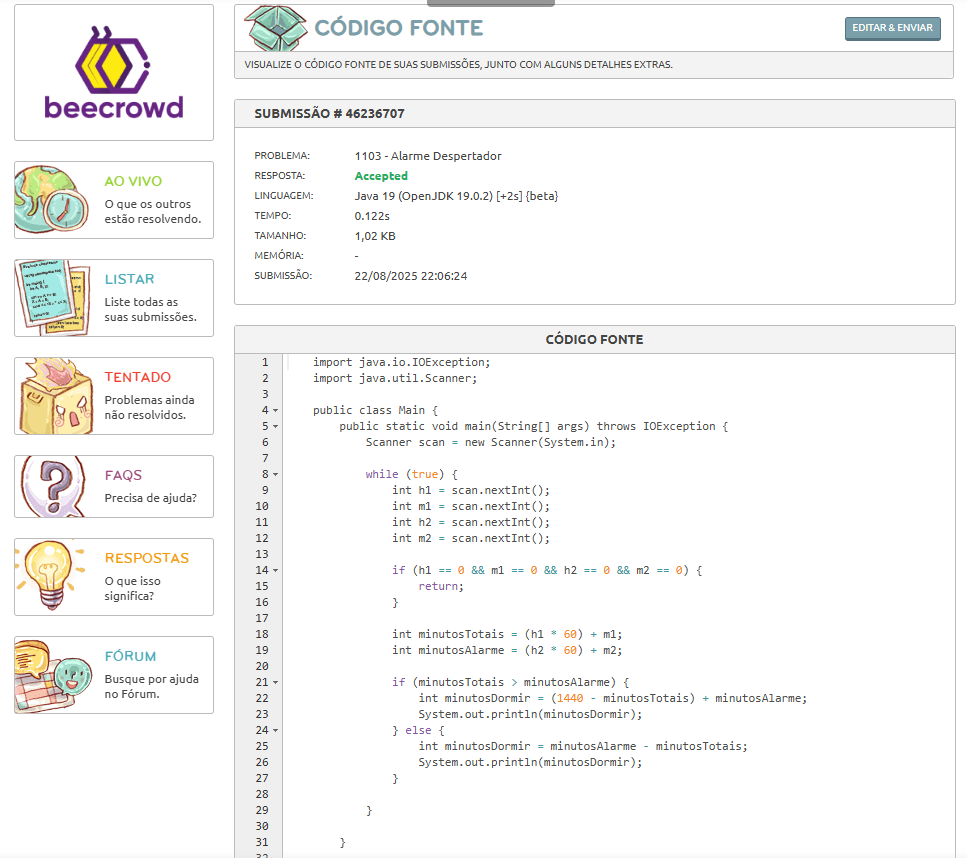 beecrowd
AO VIVO
O que os outros
estão resolvendo.
LISTAR
Liste todas as
suas submissões.
TENTADO
Problemas ainda
não resolvidos.
FAQS
Precisa de ajuda?
RESPOSTAS
O que isso
significa?
FÓRUM
Busque por ajuda
no Fórum.
CÓDIGO FONTE
EDITAR & ENVIAR
VISUALIZE O CÓDIGO FONTE DE SUAS SUBMISSÕES, JUNTO COM ALGUNS DETALHES EXTRAS.
SUBMISSÃO # 46236707
PROBLEMA: 1103 - Alarme Despertador
RESPOSTA: Accepted
LINGUAGEM: Java 19 (OpenJDK 19.0.2) [+2s] {beta}
TEMPO: 0.122s
TAMANHO: 1,02 KB
MEMÓRIA: -
SUBMISSÃO: 22/08/2025 22:06:24
CÓDIGO FONTE
1 import java.io.IOException;
2 import java.util.Scanner;
3
4 public class Main {
5 public static void main(String[] args) throws IOException {
6 Scanner scan = new Scanner(System.in);
7
8 while (true) {
9 int h1 = scan.nextInt();
10 int m1 = scan.nextInt();
11 int h2 = scan.nextInt();
12 int m2 = scan.nextInt();
13
14 if (h1 == 0 && m1 == 0 && h2 == 0 && m2 == 0) {
15 return;
16 }
17
18 int minutosTotais = (h1 * 60) + m1;
19 int minutosAlarme = (h2 * 60) + m2;
20
21 if (minutosTotais > minutosAlarme) {
22 int minutosDormir = (1440 - minutosTotais) + minutosAlarme;
23 System.out.println(minutosDormir);
24 } else {
25 int minutosDormir = minutosAlarme - minutosTotais;
26 System.out.println(minutosDormir);
27 }
28
29 }
30
31 }